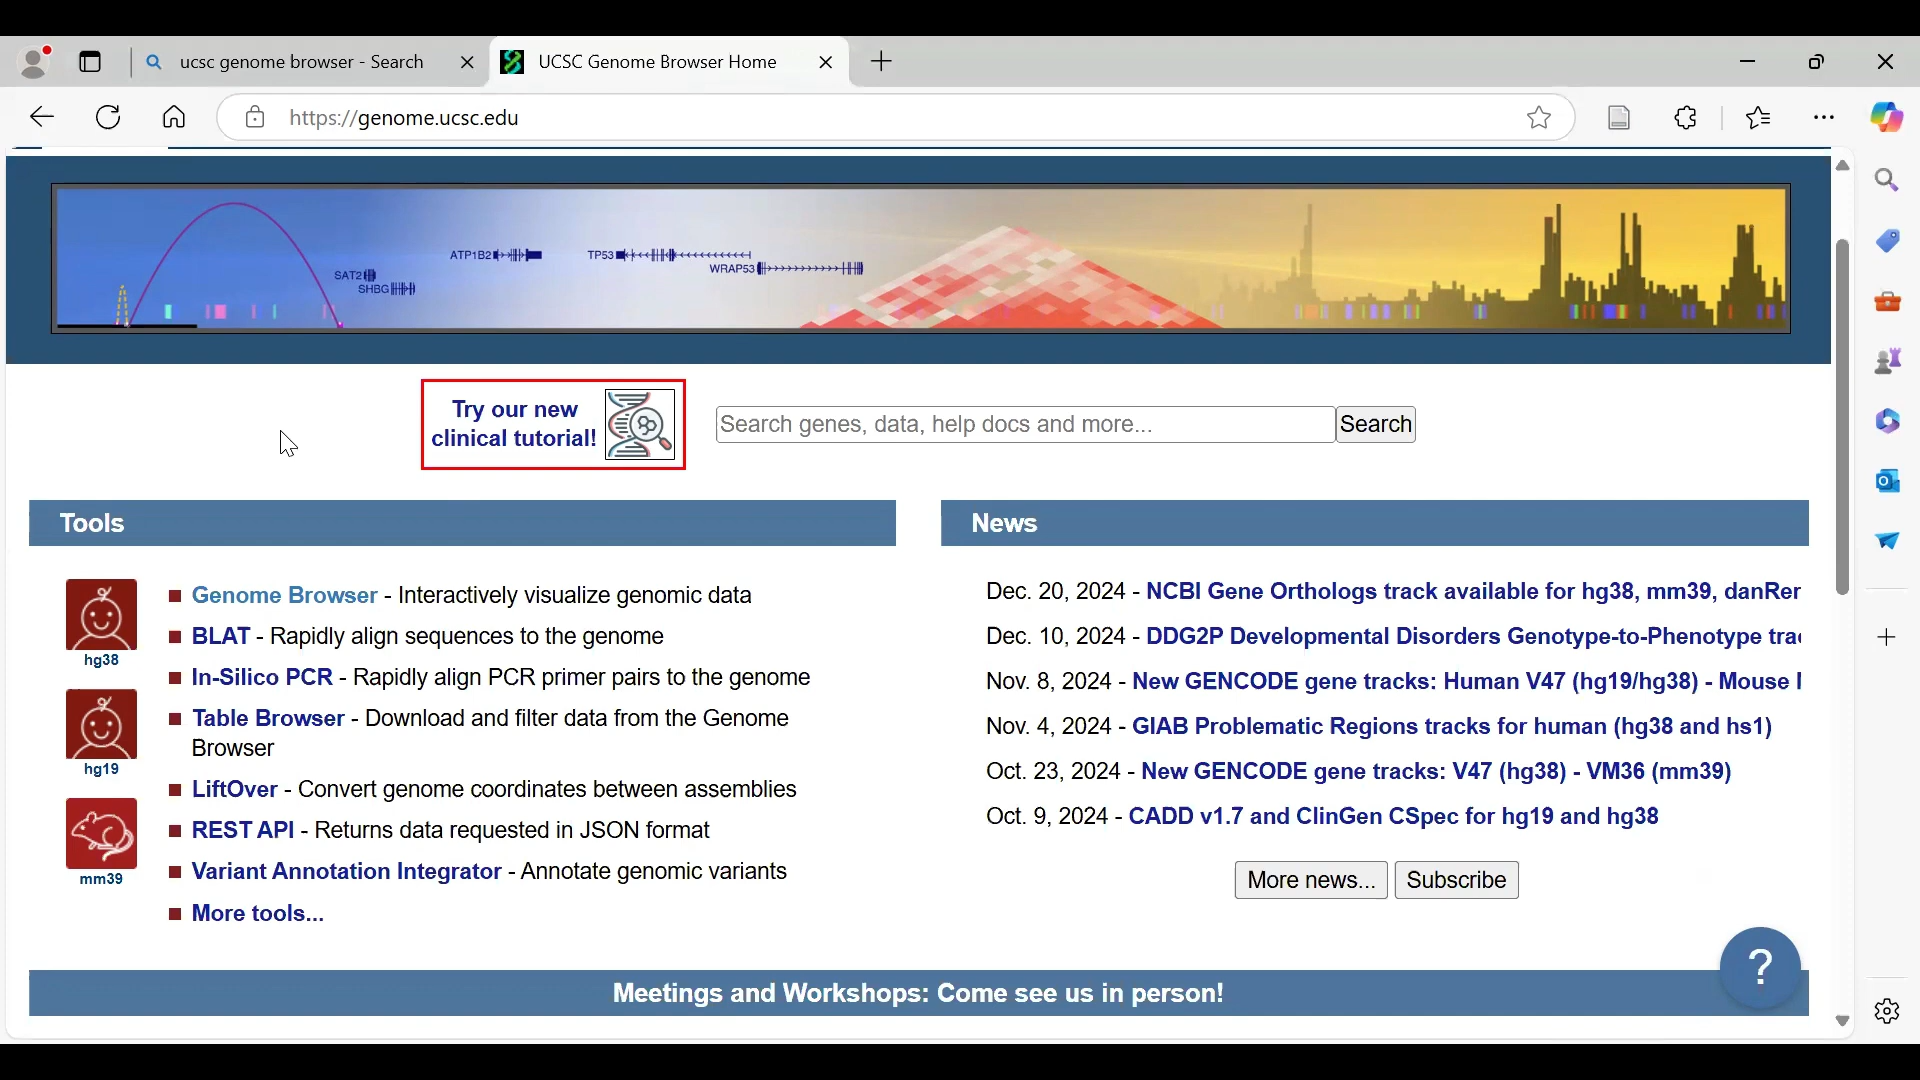 ucsc genome browser - Search
UCSC Genome Browser Home
https://genome.ucsc.edu
ATP1B2
TP53
WRAP53
SAT2
SHBG
Try our new
clinical tutorial!
Search genes, data, help docs and more...
Search
Tools
hg38
hg19
mm39
Genome Browser - Interactively visualize genomic data
BLAT - Rapidly align sequences to the genome
In-Silico PCR - Rapidly align PCR primer pairs to the genome
Table Browser - Download and filter data from the Genome
Browser
LiftOver - Convert genome coordinates between assemblies
REST API - Returns data requested in JSON format
Variant Annotation Integrator - Annotate genomic variants
More tools...
News
Dec. 20, 2024 - NCBI Gene Orthologs track available for hg38, mm39, danRer
Dec. 10, 2024 - DDG2P Developmental Disorders Genotype-to-Phenotype
Nov. 8, 2024 - New GENCODE gene tracks: Human V47 (hg19/hg38) - Mouse
Nov. 4, 2024 - GIAB Problematic Regions tracks for human (hg38 and hs1)
Oct. 23, 2024 - New GENCODE gene tracks: V47 (hg38) - VM36 (mm39)
Oct. 9, 2024 - CADD v1.7 and ClinGen CSpec for hg19 and hg38
More news...
Subscribe
?
Meetings and Workshops: Come see us in person!